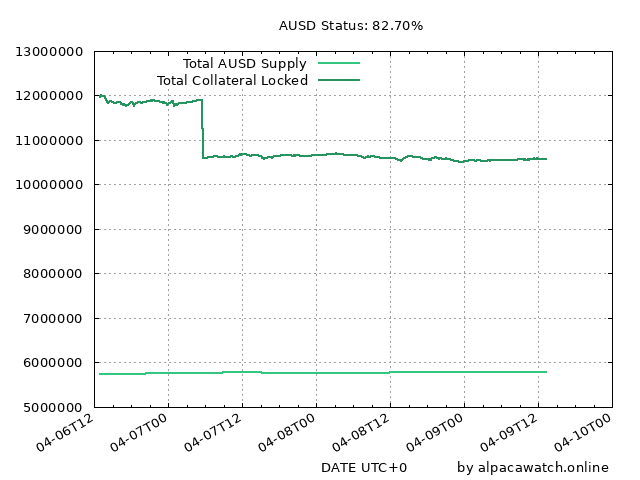 AUSD Status: 82.70%
13000000
12000000
11000000
10000000
9000000
8000000
7000000
6000000
5000000
Total AUSD Supply
Total Collateral Locked
04-06T12
04-07T00
04-07T12
04-08T00
04-08T12
04-09T00
04-09T12
04-10T00
DATE UTC+0
by alpacawatch.online